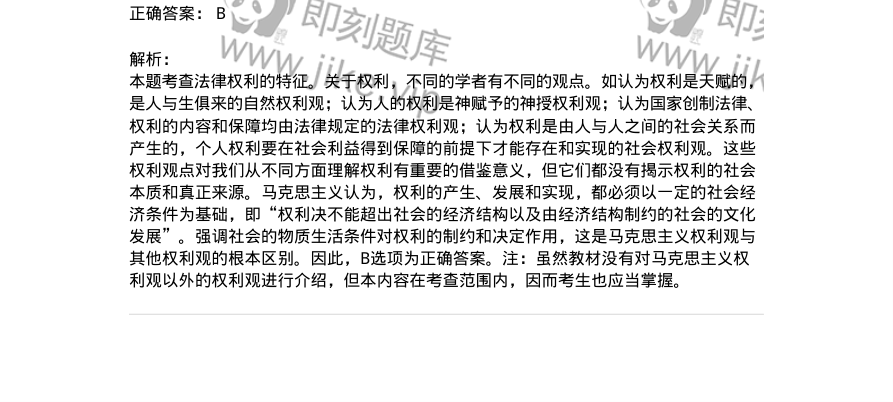 正确答案： B
即刻题库
www.jike.vip
解析：
本题考查法律权利的特征。关于权利，不同的学者有不同的观点。如认为权利是天赋的，
是人与生俱来的自然权利观；认为人的权利是神赋予的神授权利观；认为国家创制法律、
权利的内容和保障均由法律规定的法律权利观；认为权利是由人与人之间的社会关系而
产生的，个人权利要在社会利益得到保障的前提下才能存在和实现的社会权利观。这些
权利观点对我们从不同方面理解权利有重要的借鉴意义，但它们都没有揭示权利的社会
本质和真正来源。马克思主义认为，权利的产生、发展和实现，都必须以一定的社会经
济条件为基础，即“权利决不能超出社会的经济结构以及由经济结构制约的社会的文化
发展”。强调社会的物质生活条件对权利的制约和决定作用，这是马克思主义权利观与
其他权利观的根本区别。因此，B选项为正确答案。注：虽然教材没有对马克思主义权
利观以外的权利观进行介绍，但本内容在考查范围内，因而考生也应当掌握。